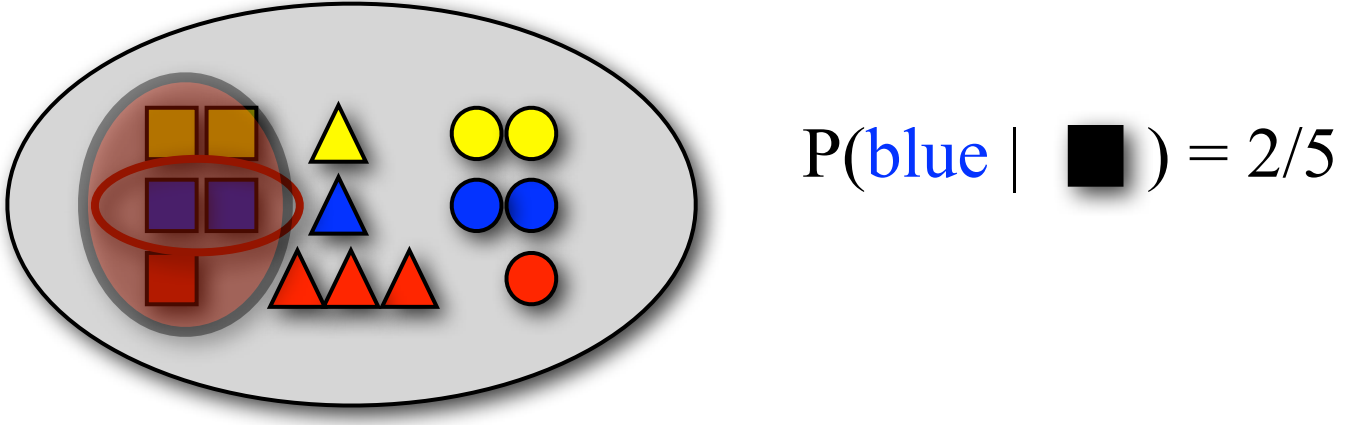 P(blue | ■ ) = 2/5